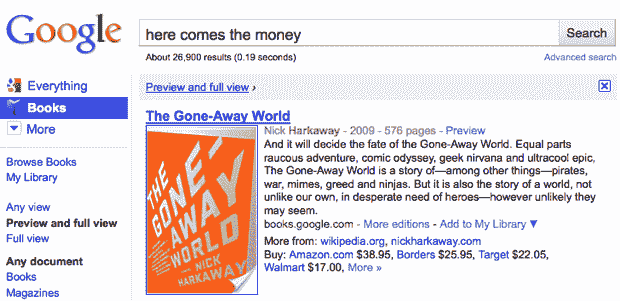 Google
here comes the money
Search
About 26,900 results (0.19 seconds)
Advanced search
Everything
Books
More
Browse Books
My Library
Any view
Preview and full view
Full view
Any document
Books
Magazines
Preview and full view ›
The Gone-Away World
Nick Harkaway - 2009 - 576 pages - Preview
And it will decide the fate of the Gone-Away World. Equal parts
raucous adventure, comic odyssey, geek nirvana and ultracool epic,
The Gone-Away World is a story of—among other things—pirates,
war, mimes, greed and ninjas. But it is also the story of a world, not
unlike our own, in desperate need of heroes—however unlikely they
may seem.
books.google.com - More editions - Add to My Library ▼
More from: wikipedia.org, nickharkaway.com
Buy: Amazon.com $38.95, Borders $25.95, Target $22.05,
Walmart $17.00, More »
THE
GONE-
AWAY
WORLD
NICK
HARKAWAY